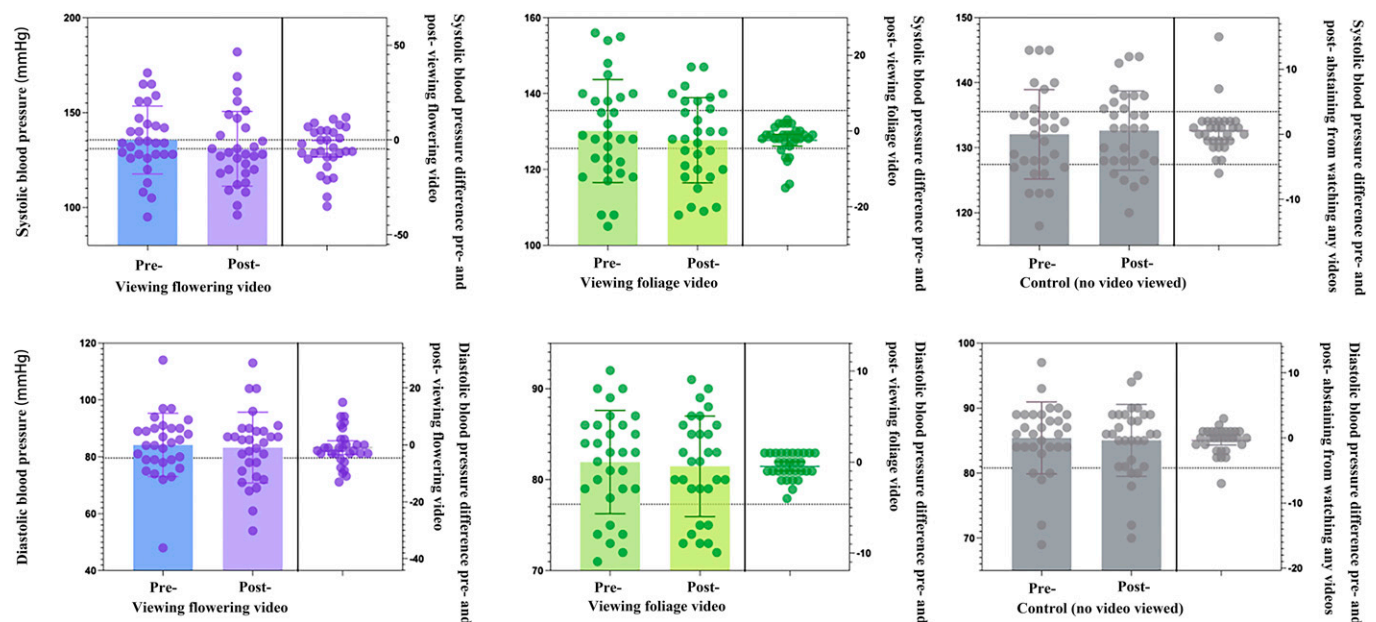 Systolic blood pressure (mmHg)
200
150
100
50
0
-50
Pre-
Post-
Viewing flowering video
Systolic blood pressure difference pre- and
post- viewing flowering video
160
140
120
100
20
0
-20
Pre-
Post-
Viewing foliage video
Systolic blood pressure difference pre- and
post- viewing foliage video
150
140
130
120
10
0
-10
Pre-
Post-
Control (no video viewed)
Systolic blood pressure difference pre- and
post- abstaining from watching any videos
Diastolic blood pressure (mmHg)
120
100
80
60
40
20
0
-20
-40
Pre-
Post-
Viewing flowering video
Diastolic blood pressure difference pre- and
post- viewing flowering video
90
80
70
10
0
-10
Pre-
Post-
Viewing foliage video
Diastolic blood pressure difference pre- and
post- viewing foliage video
100
90
80
70
10
0
-10
-20
Pre-
Post-
Control (no video viewed)
Diastolic blood pressure difference pre- and
post- abstaining from watching any videos